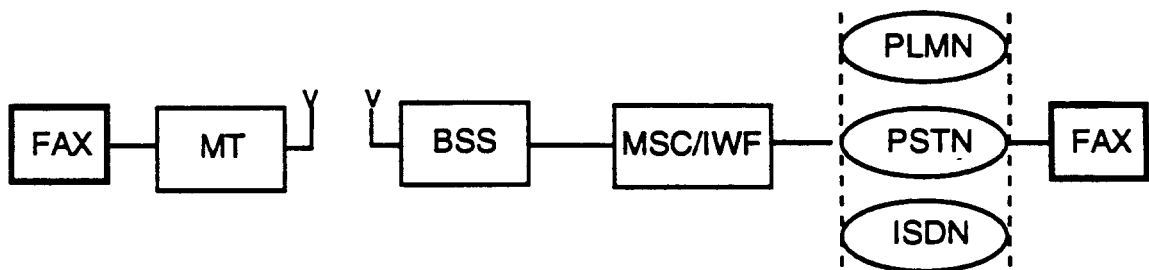 PLMN
FAX
MT
BSS
MSC/IWF
PSTN
FAX
ISDN